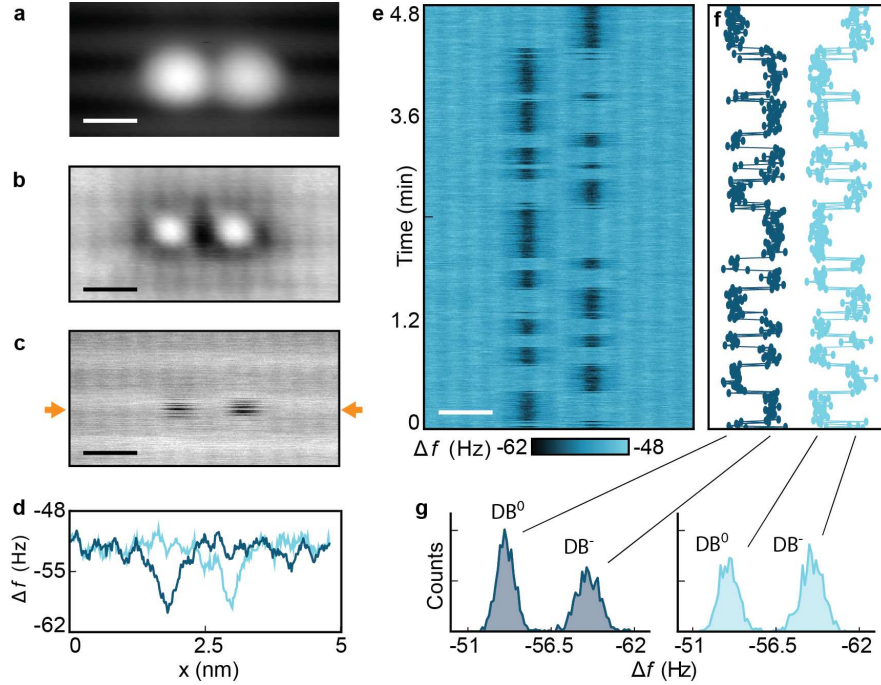 a
b
c
d
-48
-55
-62
Δf (Hz)
0
2.5
5
x (nm)
e
4.8
3.6
Time (min)
1.2
0
Δf (Hz) -62 -48
f
g
DB⁰
DB⁻
Counts
-51
-56.5
-62
DB⁰
DB⁻
-51
-56.5
-62
Δf (Hz)